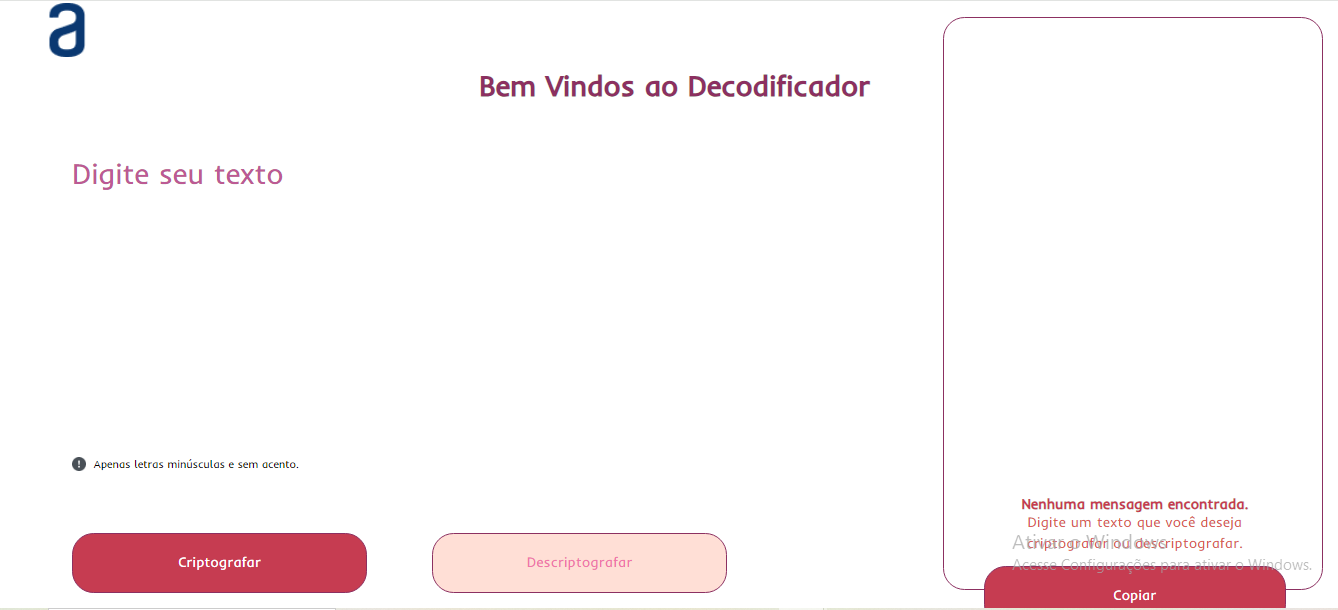 a
Bem Vindos ao Decodificador
Digite seu texto
! Apenas letras minúsculas e sem acento.
Criptografar
Descriptografar
Nenhuma mensagem encontrada.
Digite um texto que você deseja
criptografar ou descriptografar.
Ativar o Windows
Acesse Configurações para ativar o Windows.
Copiar